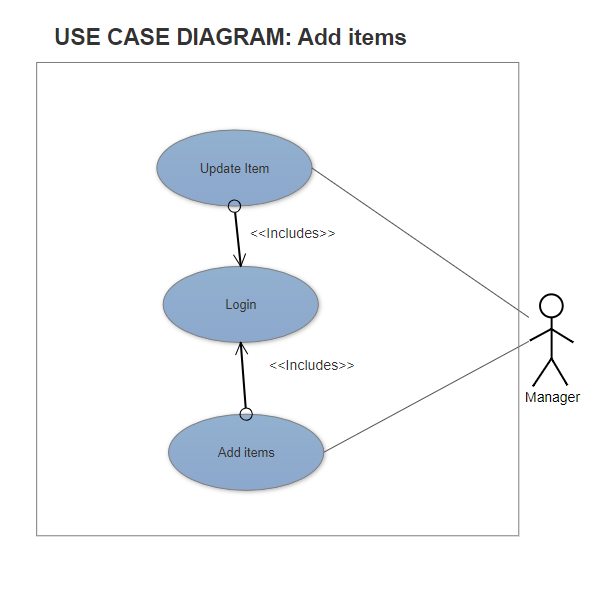 USE CASE DIAGRAM: Add items
Update Item
<<Includes>>
Login
<<Includes>>
Manager
Add items